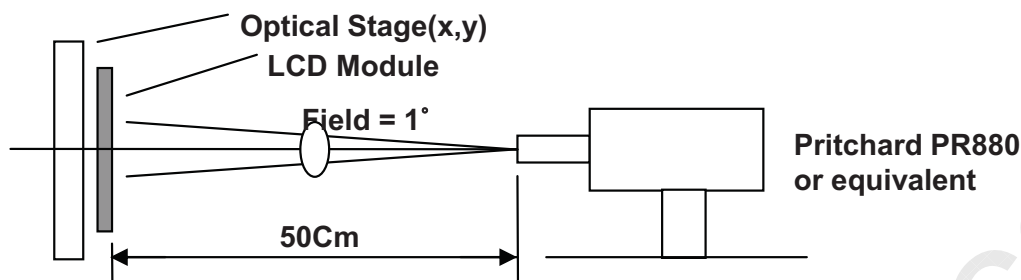 Optical Stage(x,y)
LCD Module
Field = 1˚
Pritchard PR880
or equivalent
50Cm